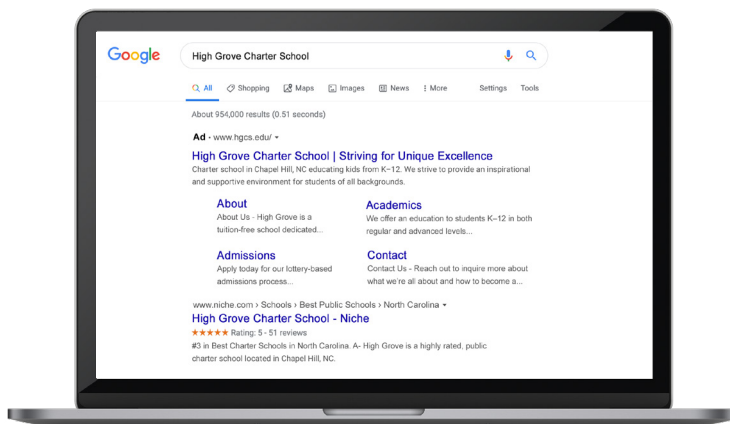 Google
High Grove Charter School
All Shopping Maps Images News More Settings Tools
About 954,000 results (0.51 seconds)
Ad · www.hgcs.edu/
High Grove Charter School | Striving for Unique Excellence
Charter school in Chapel Hill, NC educating kids from K–12. We strive to provide an inspirational
and supportive environment for students of all backgrounds.
About
About Us - High Grove is a
tuition-free school dedicated...
Academics
We offer an education to students K–12 in both
regular and advanced levels...
Admissions
Apply today for our lottery-based
admissions process...
Contact
Contact Us - Reach out to inquire more about
what we're all about and how to become a...
www.niche.com › Schools › Best Public Schools › North Carolina
High Grove Charter School - Niche
★★★★★ Rating: 5 - 51 reviews
#3 in Best Charter Schools in North Carolina. A- High Grove is a highly rated, public
charter school located in Chapel Hill, NC.